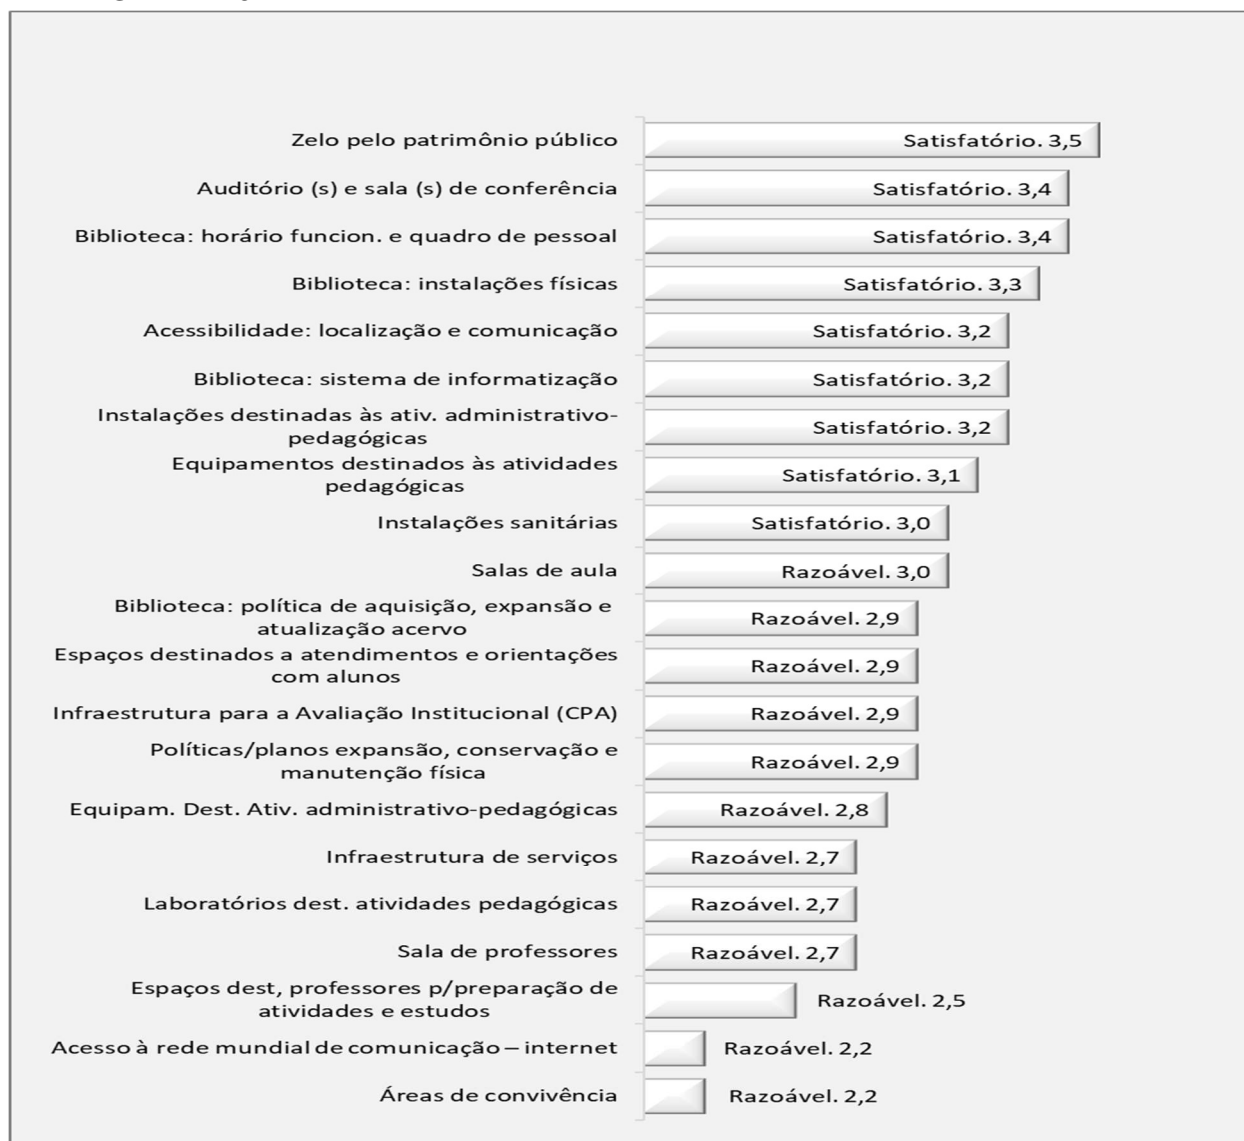 Zelo pelo patrimônio público
Satisfatório. 3,5
Auditório (s) e sala (s) de conferência
Satisfatório. 3,4
Biblioteca: horário funcion. e quadro de pessoal
Satisfatório. 3,4
Biblioteca: instalações físicas
Satisfatório. 3,3
Acessibilidade: localização e comunicação
Satisfatório. 3,2
Biblioteca: sistema de informatização
Satisfatório. 3,2
Instalações destinadas às ativ. administrativo-
pedagógicas
Satisfatório. 3,2
Equipamentos destinados às atividades
pedagógicas
Satisfatório. 3,1
Instalações sanitárias
Satisfatório. 3,0
Salas de aula
Razoável. 3,0
Biblioteca: política de aquisição, expansão e
atualização acervo
Razoável. 2,9
Espaços destinados a atendimentos e orientações
com alunos
Razoável. 2,9
Infraestrutura para a Avaliação Institucional (CPA)
Razoável. 2,9
Políticas/planos expansão, conservação e
manutenção física
Razoável. 2,9
Equipam. Dest. Ativ. administrativo-pedagógicas
Razoável. 2,8
Infraestrutura de serviços
Razoável. 2,7
Laboratórios dest. atividades pedagógicas
Razoável. 2,7
Sala de professores
Razoável. 2,7
Espaços dest, professores p/preparação de
atividades e estudos
Razoável. 2,5
Acesso à rede mundial de comunicação – internet
Razoável. 2,2
Áreas de convivência
Razoável. 2,2